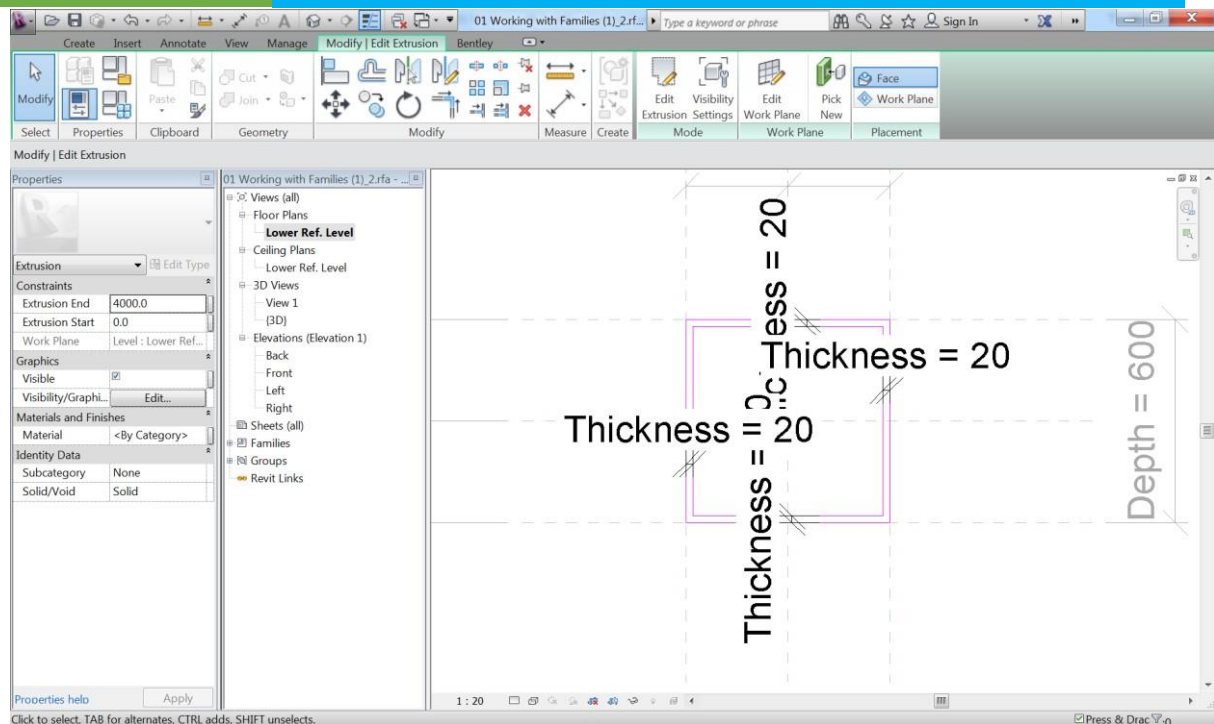 01 Working with Families (1)_2.rf...
Type a keyword or phrase
Sign In
Create Insert Annotate View Manage Modify | Edit Extrusion Bentley
Modify
Paste
Cut
Join
Edit Extrusion
Visibility Settings
Edit Work Plane
Pick New
Face
Work Plane
Select Properties Clipboard Geometry Modify Measure Create Mode Work Plane Placement
Modify | Edit Extrusion
Properties
Extrusion
Edit Type
Constraints
Extrusion End 4000.0
Extrusion Start 0.0
Work Plane Level : Lower Ref...
Graphics
Visible
Visibility/Graphi... Edit...
Materials and Finishes
Material <By Category>
Identity Data
Subcategory None
Solid/Void Solid
Properties help
Apply
01 Working with Families (1)_2.rfa - ...
Views (all)
Floor Plans
Lower Ref. Level
Ceiling Plans
Lower Ref. Level
3D Views
View 1
{3D}
Elevations (Elevation 1)
Back
Front
Left
Right
Sheets (all)
Families
Groups
Revit Links
Thickness = 20
Thickness = 20
Thickness = 20
Depth = 600
1 : 20
Click to select, TAB for alternates, CTRL adds, SHIFT unselects.
Press & Drag
:0